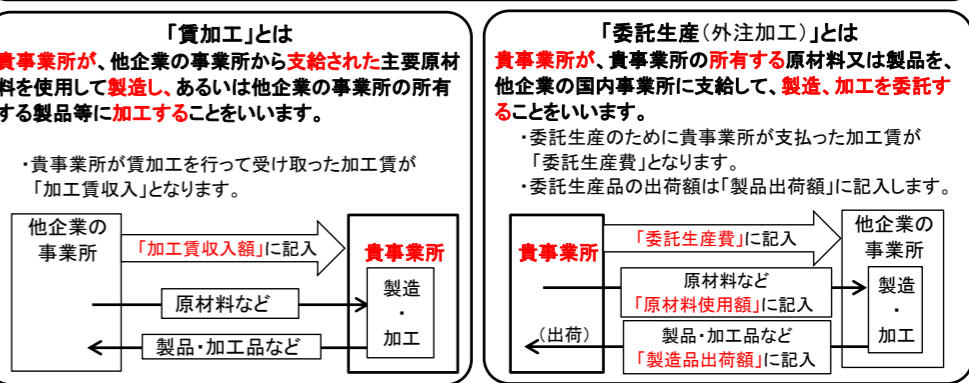 「賃加工」とは
貴事業所が、他企業の事業所から支給された主要原材
料を使用して製造し、あるいは他企業の事業所の所有
する製品等に加工することをいいます。
・貴事業所が賃加工を行って受け取った加工賃が
「加工賃収入」となります。
他企業の
事業所
「加工賃収入額」に記入
貴事業所
製造
・
加工
原材料など
製品・加工品など
「委託生産(外注加工)」とは
貴事業所が、貴事業所の所有する原材料又は製品を、
他企業の国内事業所に支給して、製造、加工を委託す
ることをいいます。
・委託生産のために貴事業所が支払った加工賃が
「委託生産費」となります。
・委託生産品の出荷額は「製品出荷額」に記入します。
貴事業所
「委託生産費」に記入
他企業の
事業所
原材料など
「原材料使用額」に記入
製造
・
加工
(出荷)
製品・加工品など
「製造品出荷額」に記入